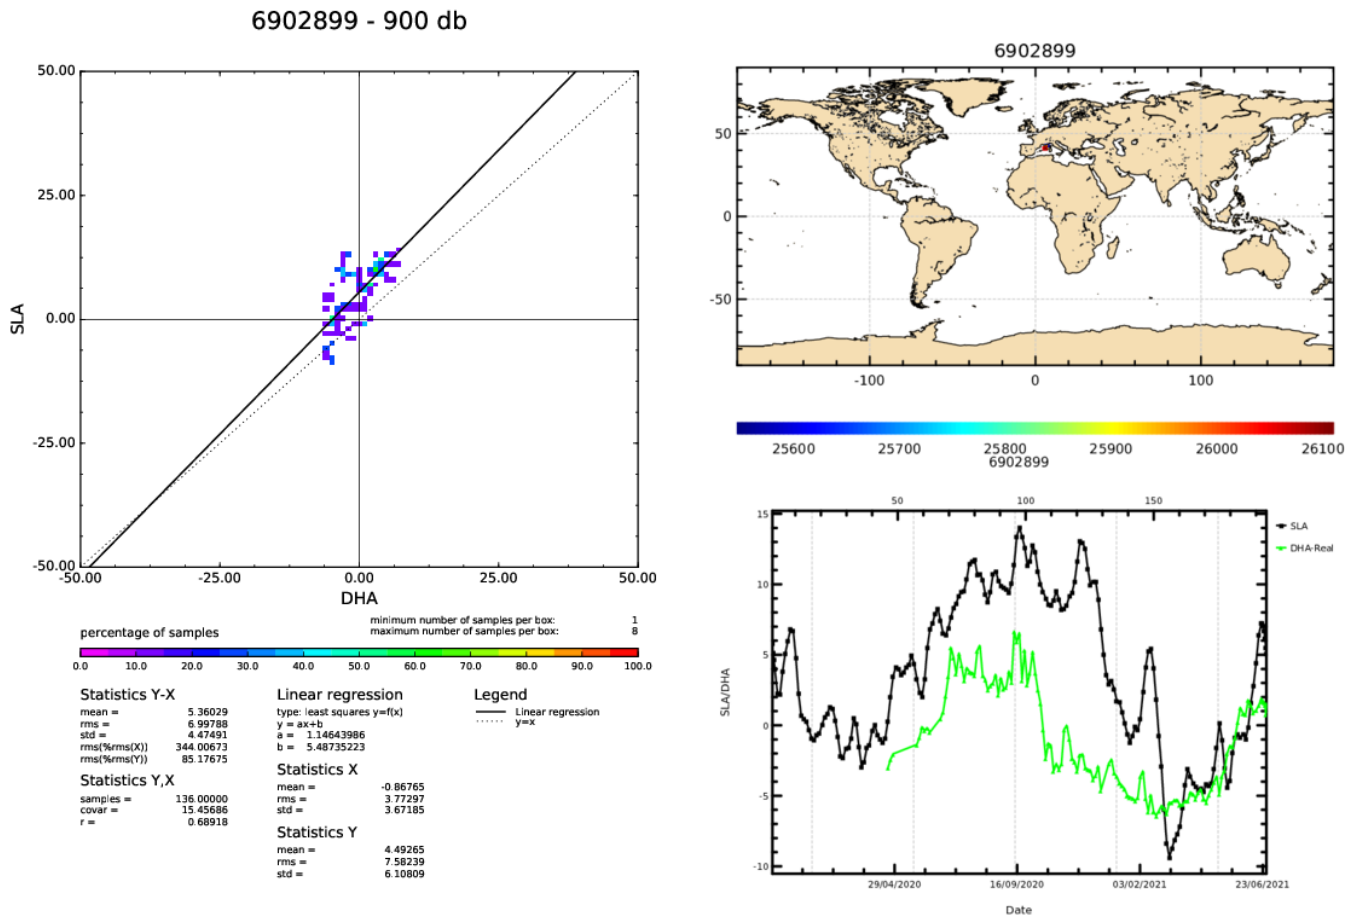 6902899 - 900 db
50.00
25.00
0.00
-25.00
-50.00
SLA
-50.00 -25.00 0.00 25.00 50.00
DHA
percentage of samples
minimum number of samples per box: 1
maximum number of samples per box: 8
0.0 10.0 20.0 30.0 40.0 50.0 60.0 70.0 80.0 90.0 100.0
Statistics Y-X
mean = 5.36029
rms = 6.99788
std = 4.47491
rms(%rms(X)) 344.00673
rms(%rms(Y)) 85.17675
Statistics Y,X
samples = 136.00000
covar = 15.45686
r = 0.68918
Linear regression
type: least squares y=f(x)
y = ax+b
a = 1.14643986
b = 5.48735223
Statistics X
mean = -0.86765
rms = 3.77297
std = 3.67185
Statistics Y
mean = 4.49265
rms = 7.58239
std = 6.10809
Legend
Linear regression
y=x
6902899
50
0
-50
-100 0 100
25600 25700 25800 25900 26000 26100
6902899
50 100 150
15
10
5
0
-5
-10
SLA/DHA
29/04/2020 16/09/2020 03/02/2021 23/06/2021
Date
SLA
DHA-Real